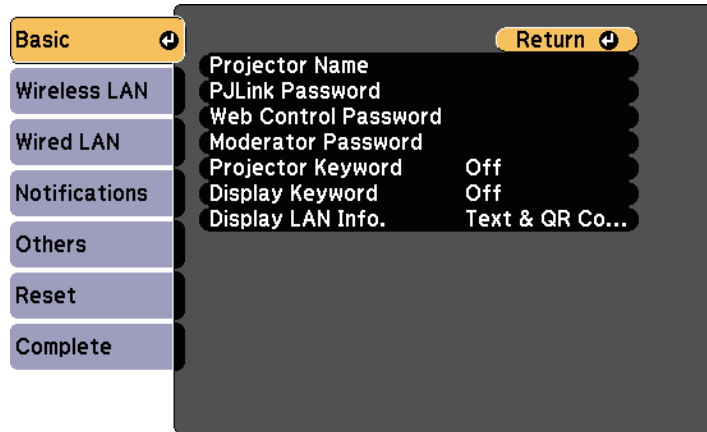 Basic
Wireless LAN
Wired LAN
Notifications
Others
Reset
Complete
Return
Projector Name
PJLink Password
Web Control Password
Moderator Password
Projector Keyword Off
Display Keyword Off
Display LAN Info. Text & QR Co...